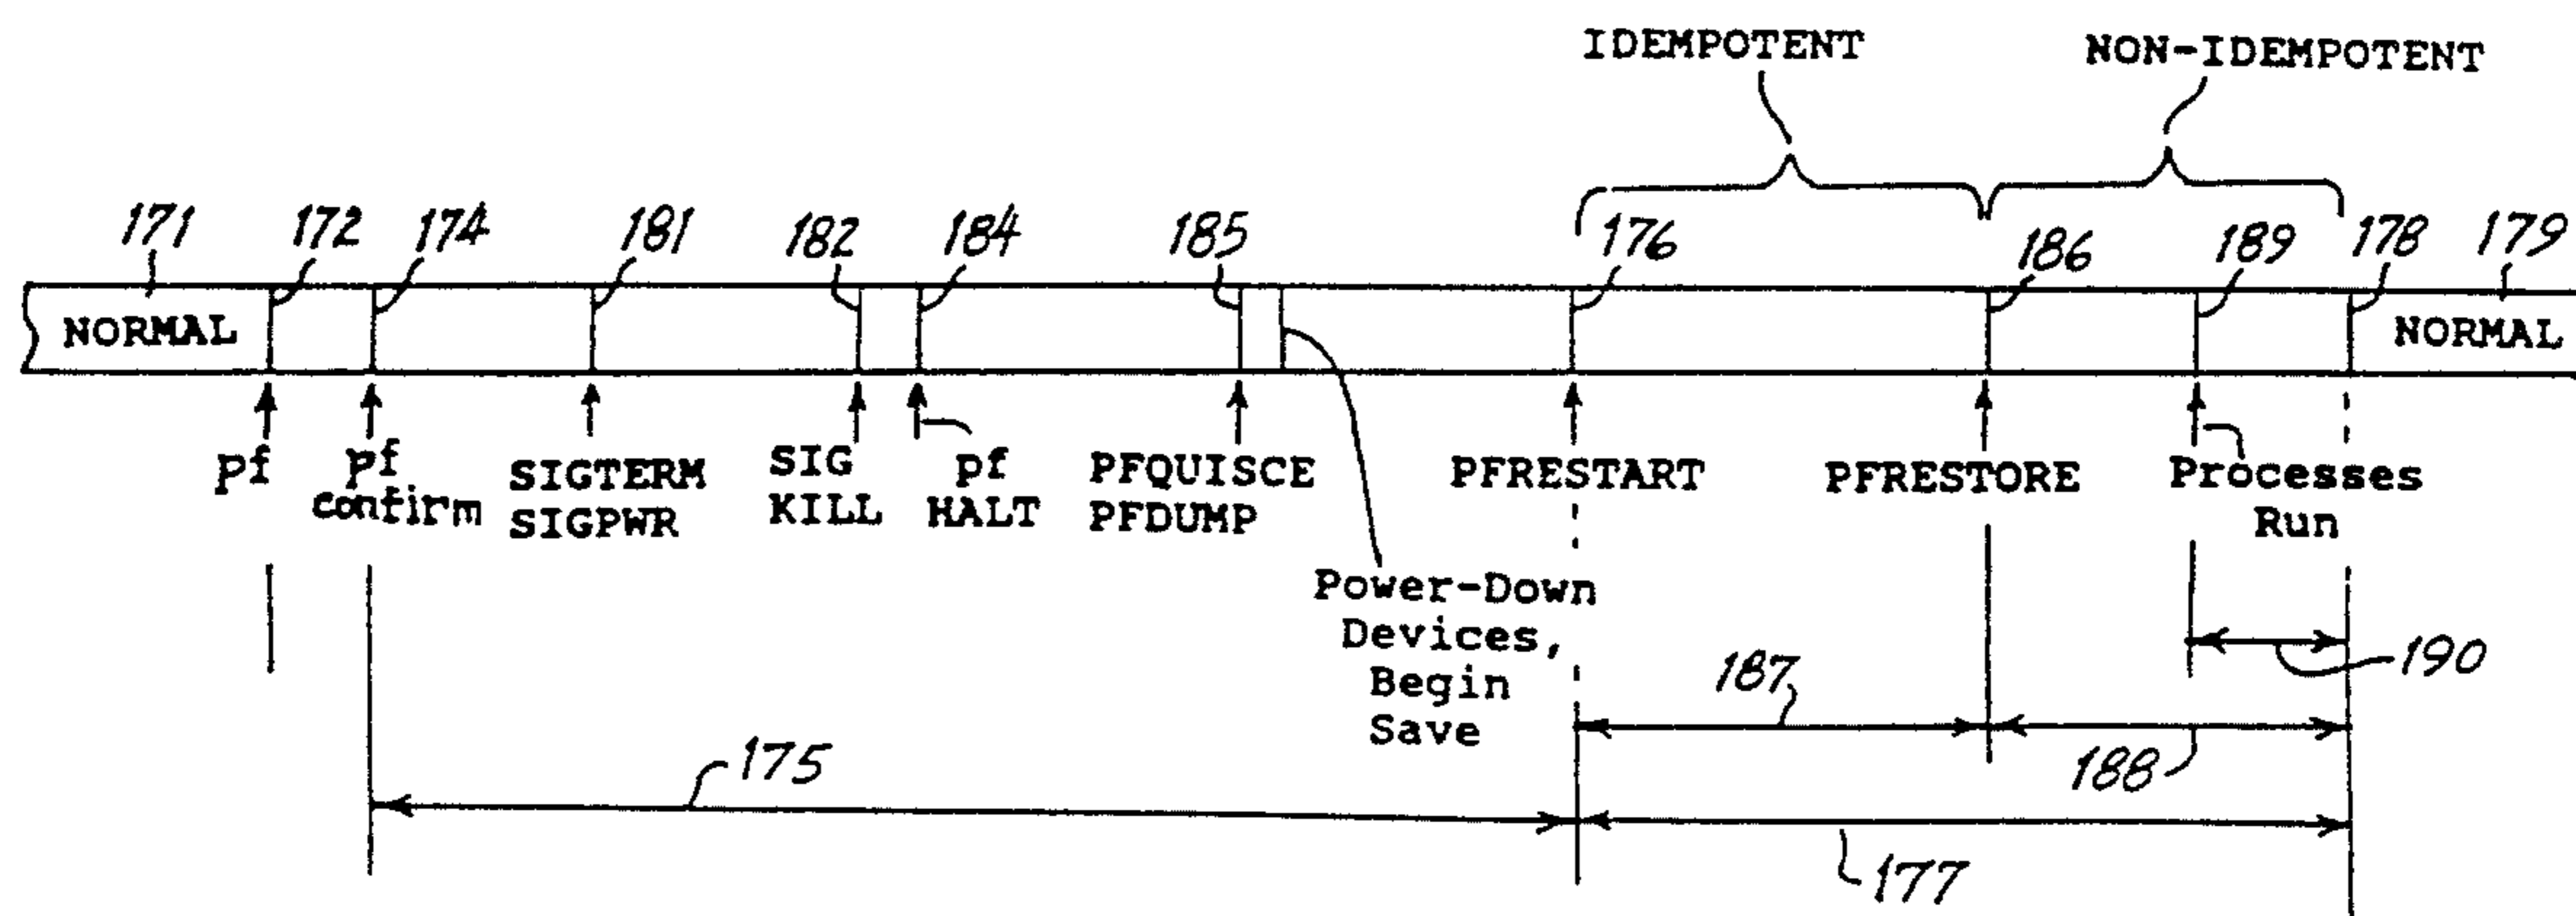 IDEMPOTENT
NON-IDEMPOTENT
171
172
174
181
182
184
185
176
186
189
178
179
NORMAL
NORMAL
pf
pf
confirm
SIGTERM
SIGPWR
SIG
KILL
pf
HALT
PFQUISCE
PFDUMP
PFRESTART
PFRESTORE
Processes
Run
Power-Down
Devices,
Begin
Save
190
187
188
175
177